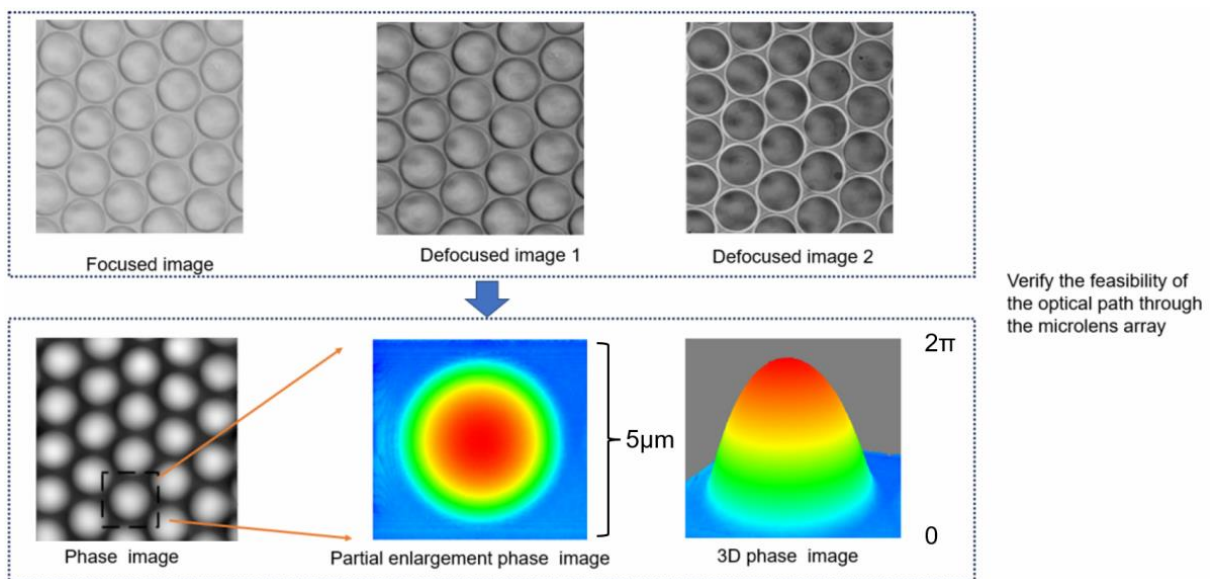 Focused image
Defocused image 1
Defocused image 2
Verify the feasibility of
the optical path through
the microlens array
2π
5μm
0
Phase image
Partial enlargement phase image
3D phase image